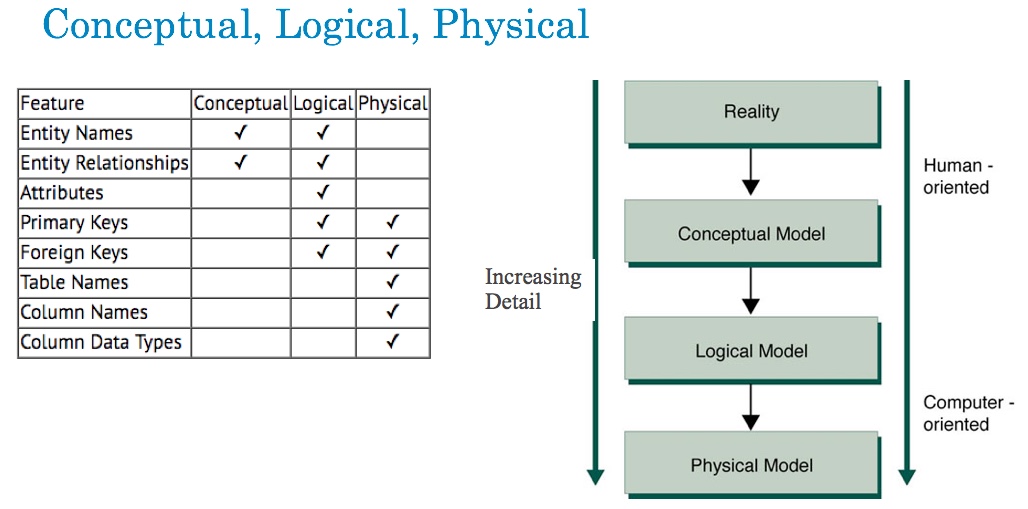 Conceptual, Logical, Physical
Feature Conceptual Logical Physical
Entity Names ✓ ✓
Entity Relationships ✓ ✓
Attributes ✓
Primary Keys ✓ ✓
Foreign Keys ✓ ✓
Table Names ✓
Column Names ✓
Column Data Types ✓
Increasing
Detail
Reality
Conceptual Model
Logical Model
Physical Model
Human -
oriented
Computer -
oriented